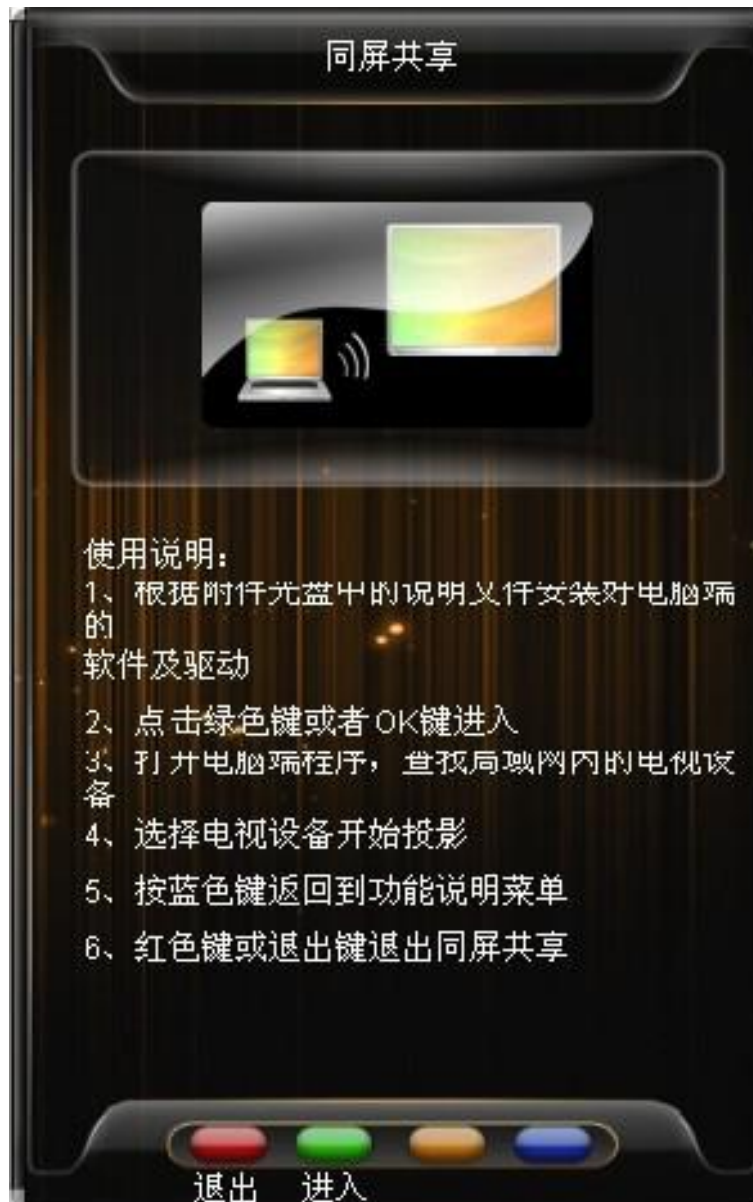 同屏共享
使用说明：
1、根据附件光盘中的说明文件安装好电脑端
的
软件及驱动
2、点击绿色键或者OK键进入
3、打开电脑端程序，查找局域网内的电视设
备
4、选择电视设备开始投影
5、按蓝色键返回到功能说明菜单
6、红色键或退出键退出同屏共享
退出 进入